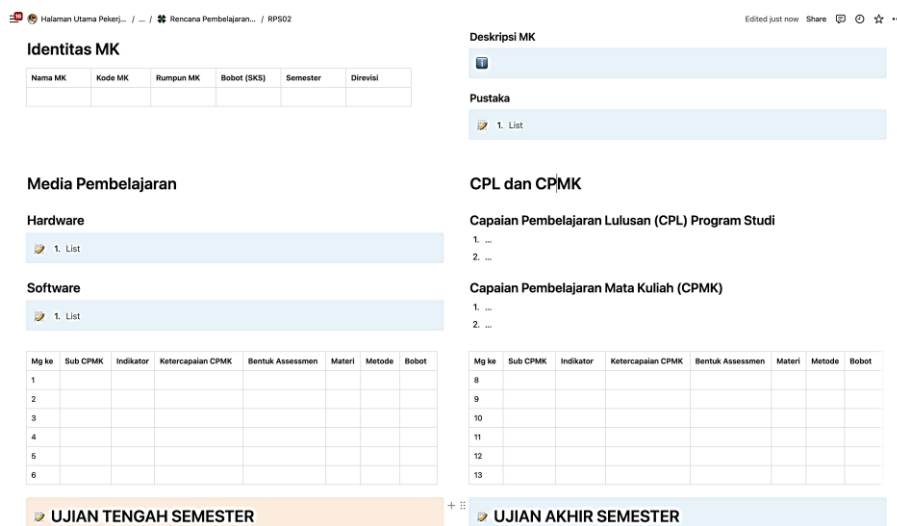 16 Halaman Utama Pekerj... / ... / Rencana Pembelajaran... / RPS02
Edited just now Share
Identitas MK
Nama MK Kode MK Rumpun MK Bobot (SKS) Semester Direvisi
Deskripsi MK
Pustaka
1. List
Media Pembelajaran
Hardware
1. List
Software
1. List
CPL dan CPMK
Capaian Pembelajaran Lulusan (CPL) Program Studi
1. ...
2. ...
Capaian Pembelajaran Mata Kuliah (CPMK)
1. ...
2. ...
Mg ke Sub CPMK Indikator Ketercapaian CPMK Bentuk Assessmen Materi Metode Bobot
1
2
3
4
5
6
UJIAN TENGAH SEMESTER
Mg ke Sub CPMK Indikator Ketercapaian CPMK Bentuk Assessmen Materi Metode Bobot
8
9
10
11
12
13
UJIAN AKHIR SEMESTER